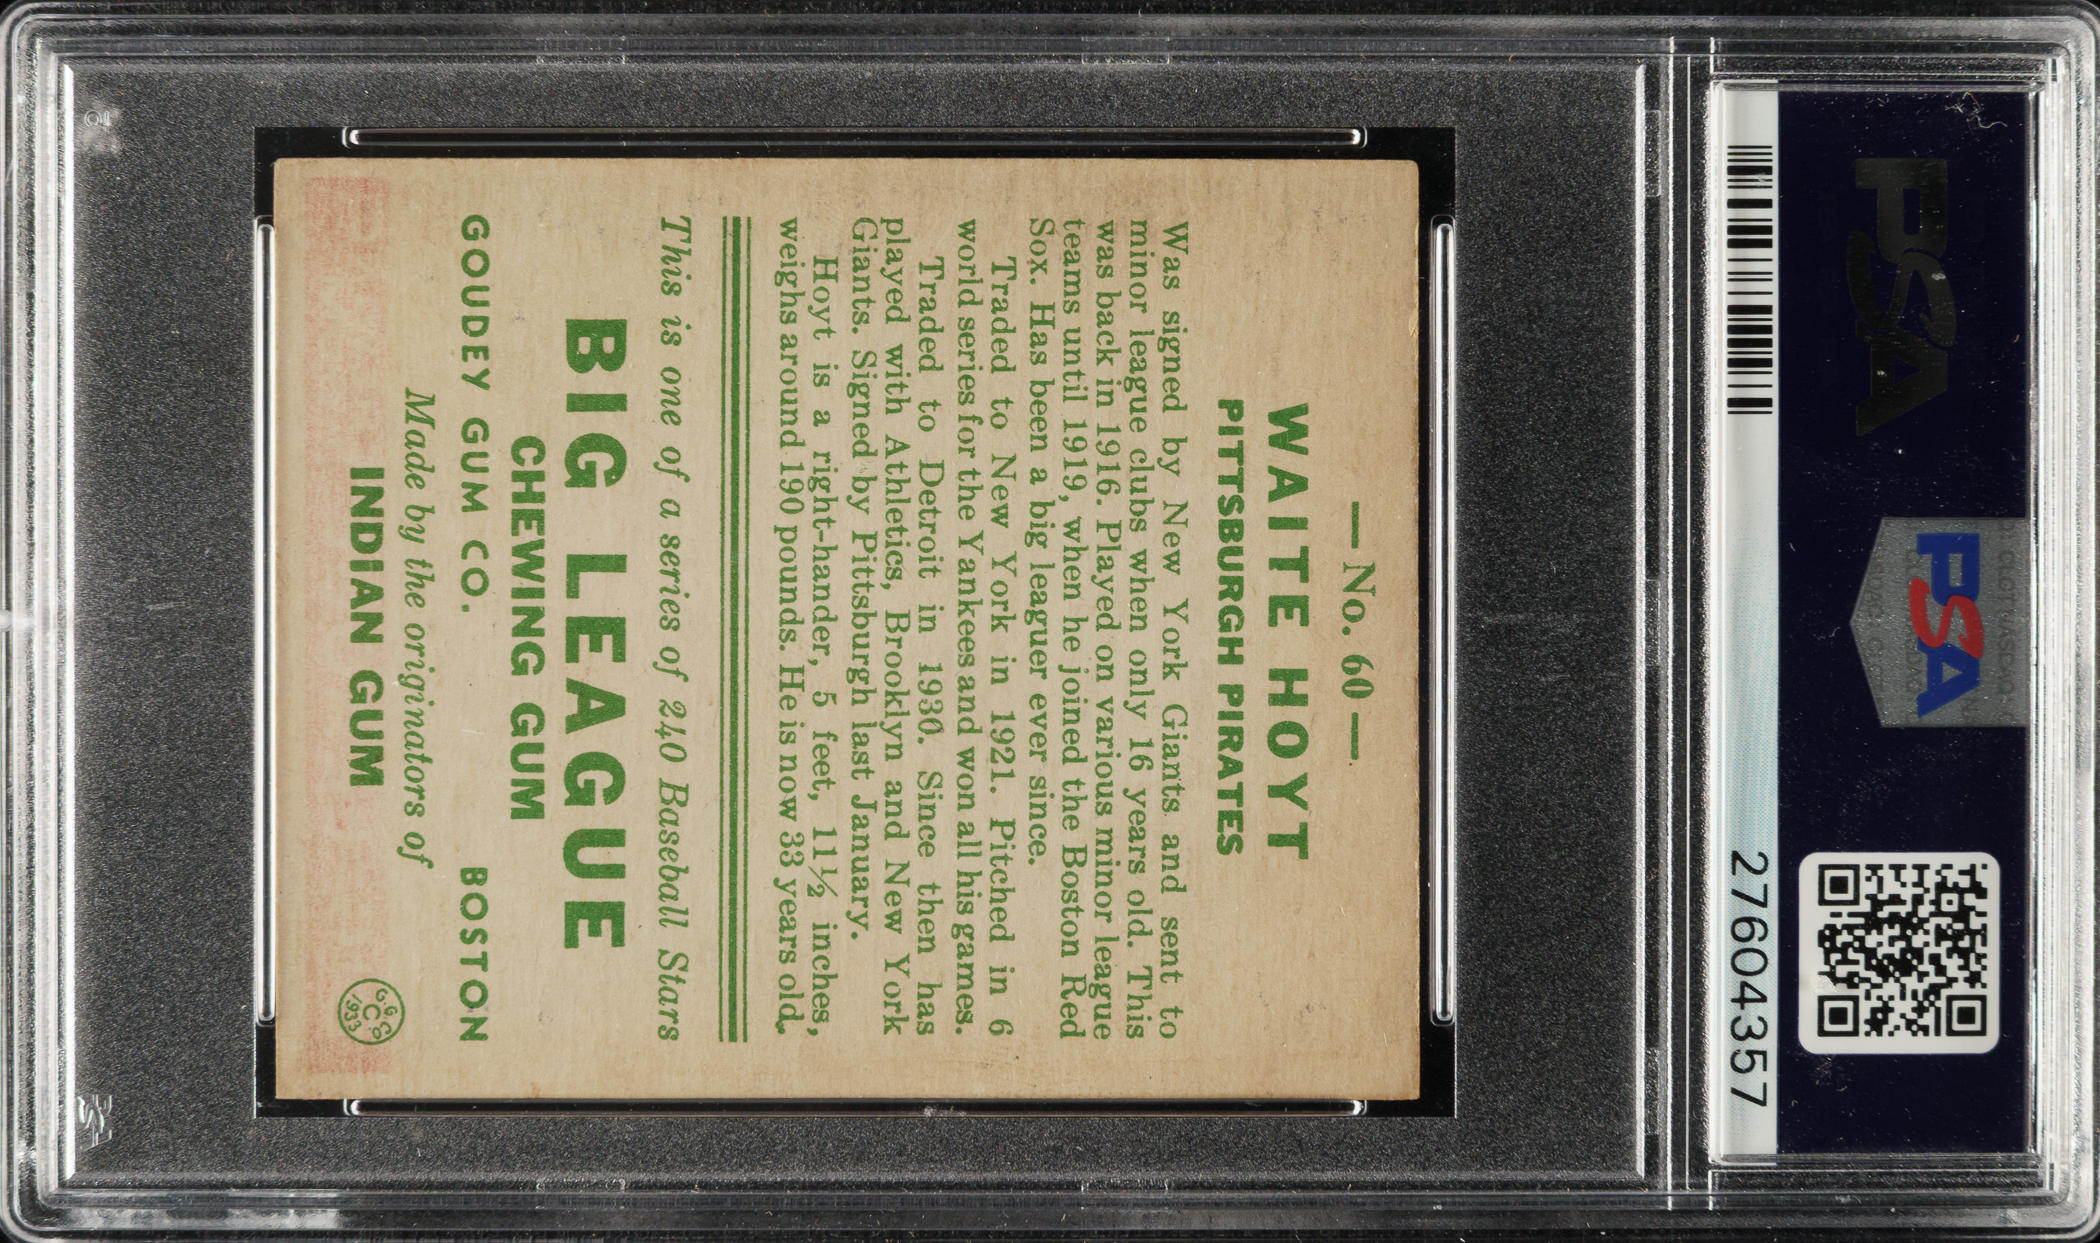 PSA
PSA
27604357
— No. 60 —
WAITE HOYT
PITTSBURGH PIRATES
Was signed by New York Giants and sent to
minor league clubs when only 16 years old. This
was back in 1916. Played on various minor league
teams until 1919, when he joined the Boston Red
Sox. Has been a big leaguer ever since.
Traded to New York in 1921. Pitched in 6
world series for the Yankees and won all his games.
Traded to Detroit in 1930. Since then has
played with Athletics, Brooklyn and New York
Giants. Signed by Pittsburgh last January.
Hoyt is a right-hander, 5 feet, 11½ inches,
weighs around 190 pounds. He is now 33 years old.
This is one of a series of 240 Baseball Stars
BIG LEAGUE
CHEWING GUM
GOUDEY GUM CO. BOSTON
Made by the originators of
INDIAN GUM
G.G.Co.
C
1933
PSA